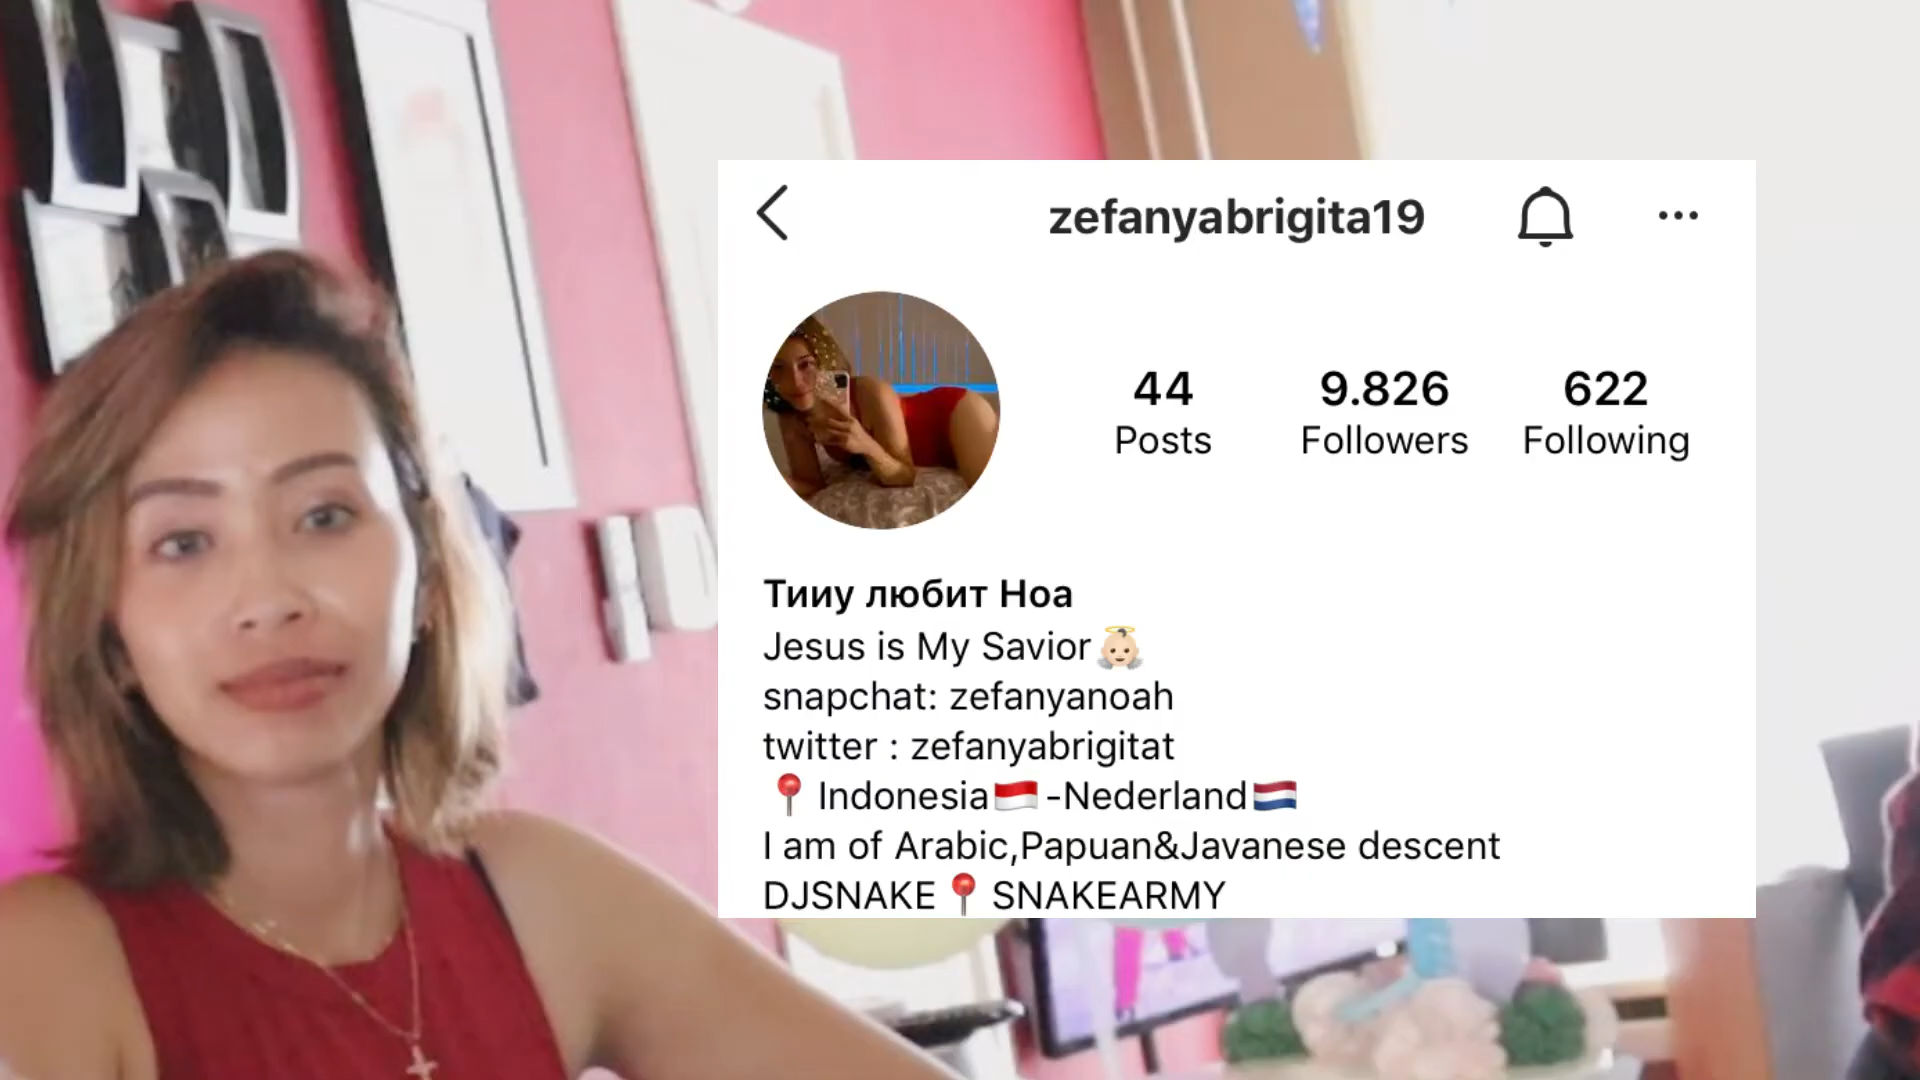 zefanyabrigita19
44 9.826 622
Posts Followers Following
Тииу любит Ноа
Jesus is My Savior👼🏻
snapchat: zefanyanoah
twitter : zefanyabrigitat
📍Indonesia🇮🇩-Nederland🇳🇱
I am of Arabic,Papuan&Javanese descent
DJSNAKE📍SNAKEARMY